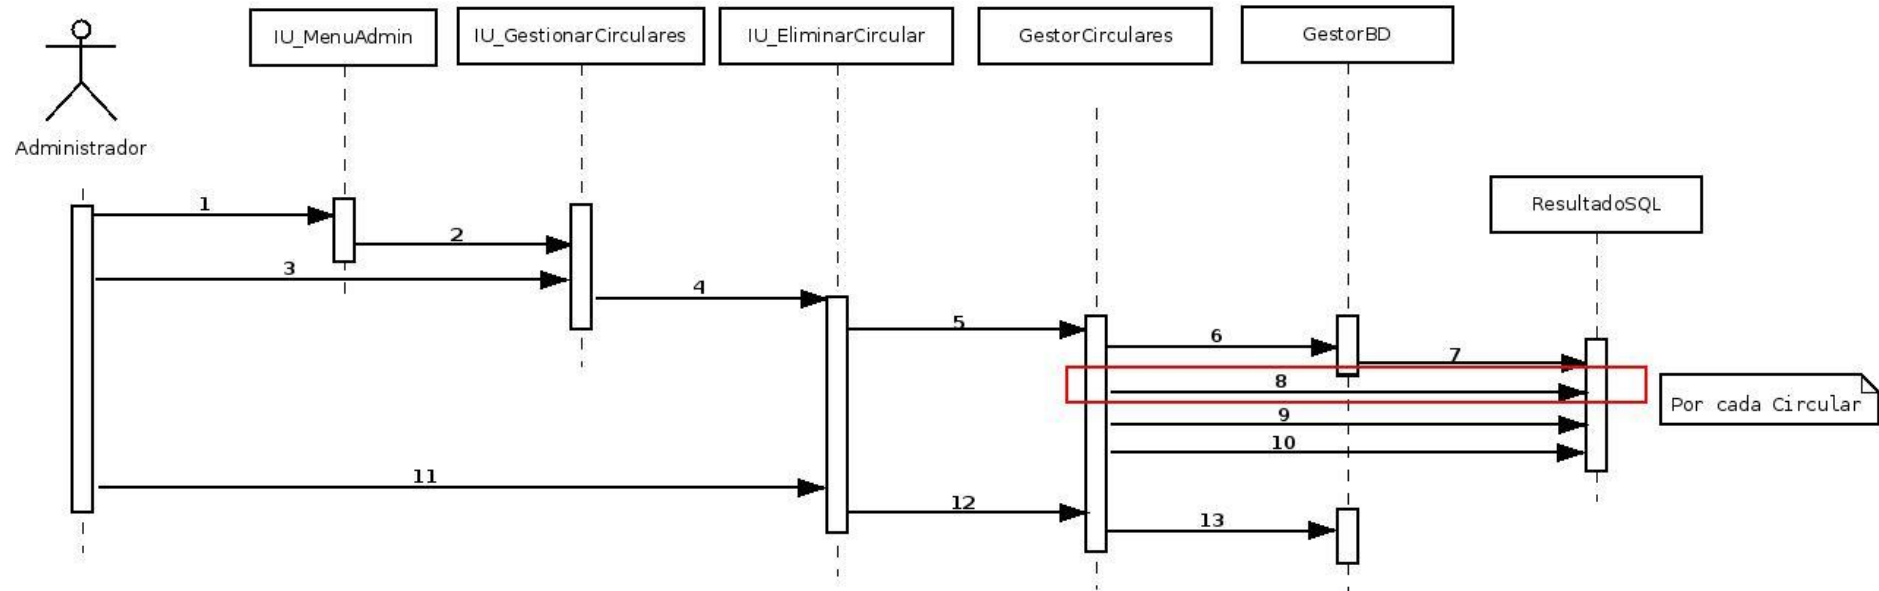 IU_MenuAdmin
IU_GestionarCirculares
IU_EliminarCircular
GestorCirculares
GestorBD
Administrador
ResultadoSQL
1
2
3
4
5
6
7
8
Por cada Circular
9
10
11
12
13